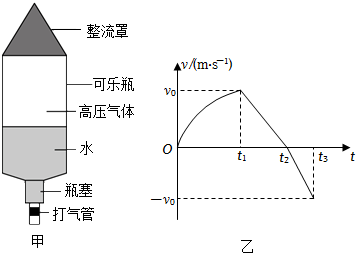 整流罩
可乐瓶
高压气体
水
瓶塞
打气管
甲
v/(m·s⁻¹)
v₀
O
t₁
t₂
t₃
t
−v₀
乙